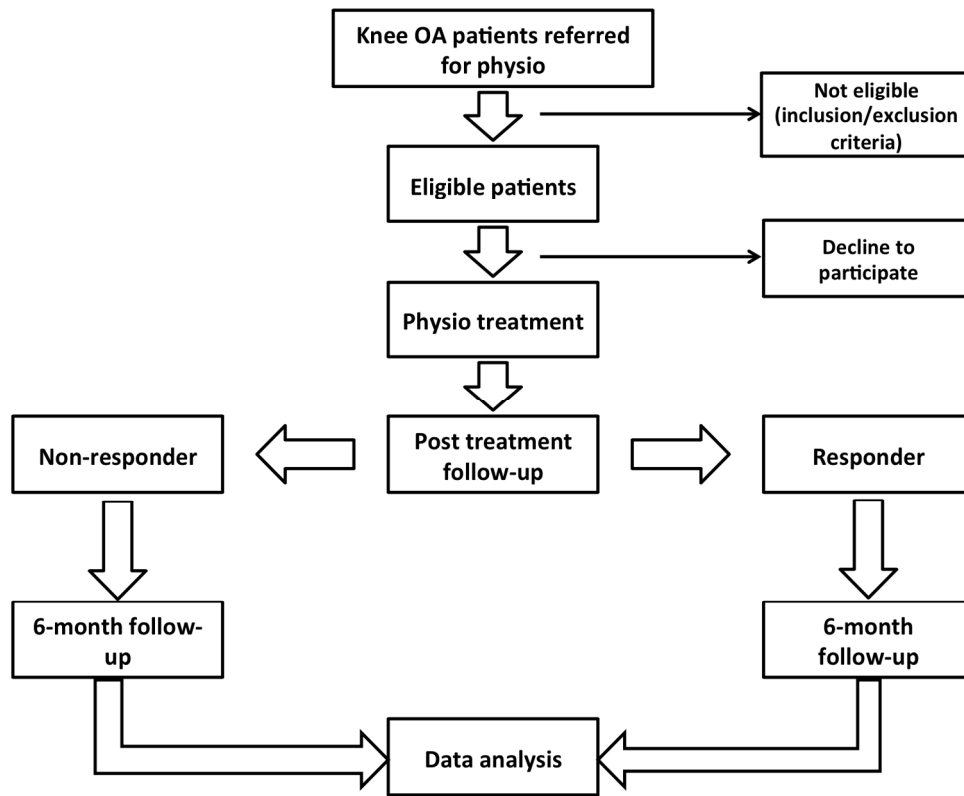 Knee OA patients referred
for physio
Not eligible
(inclusion/exclusion
criteria)
Eligible patients
Decline to
participate
Physio treatment
Non-responder
Post treatment
follow-up
Responder
6-month follow-
up
6-month
follow-up
Data analysis